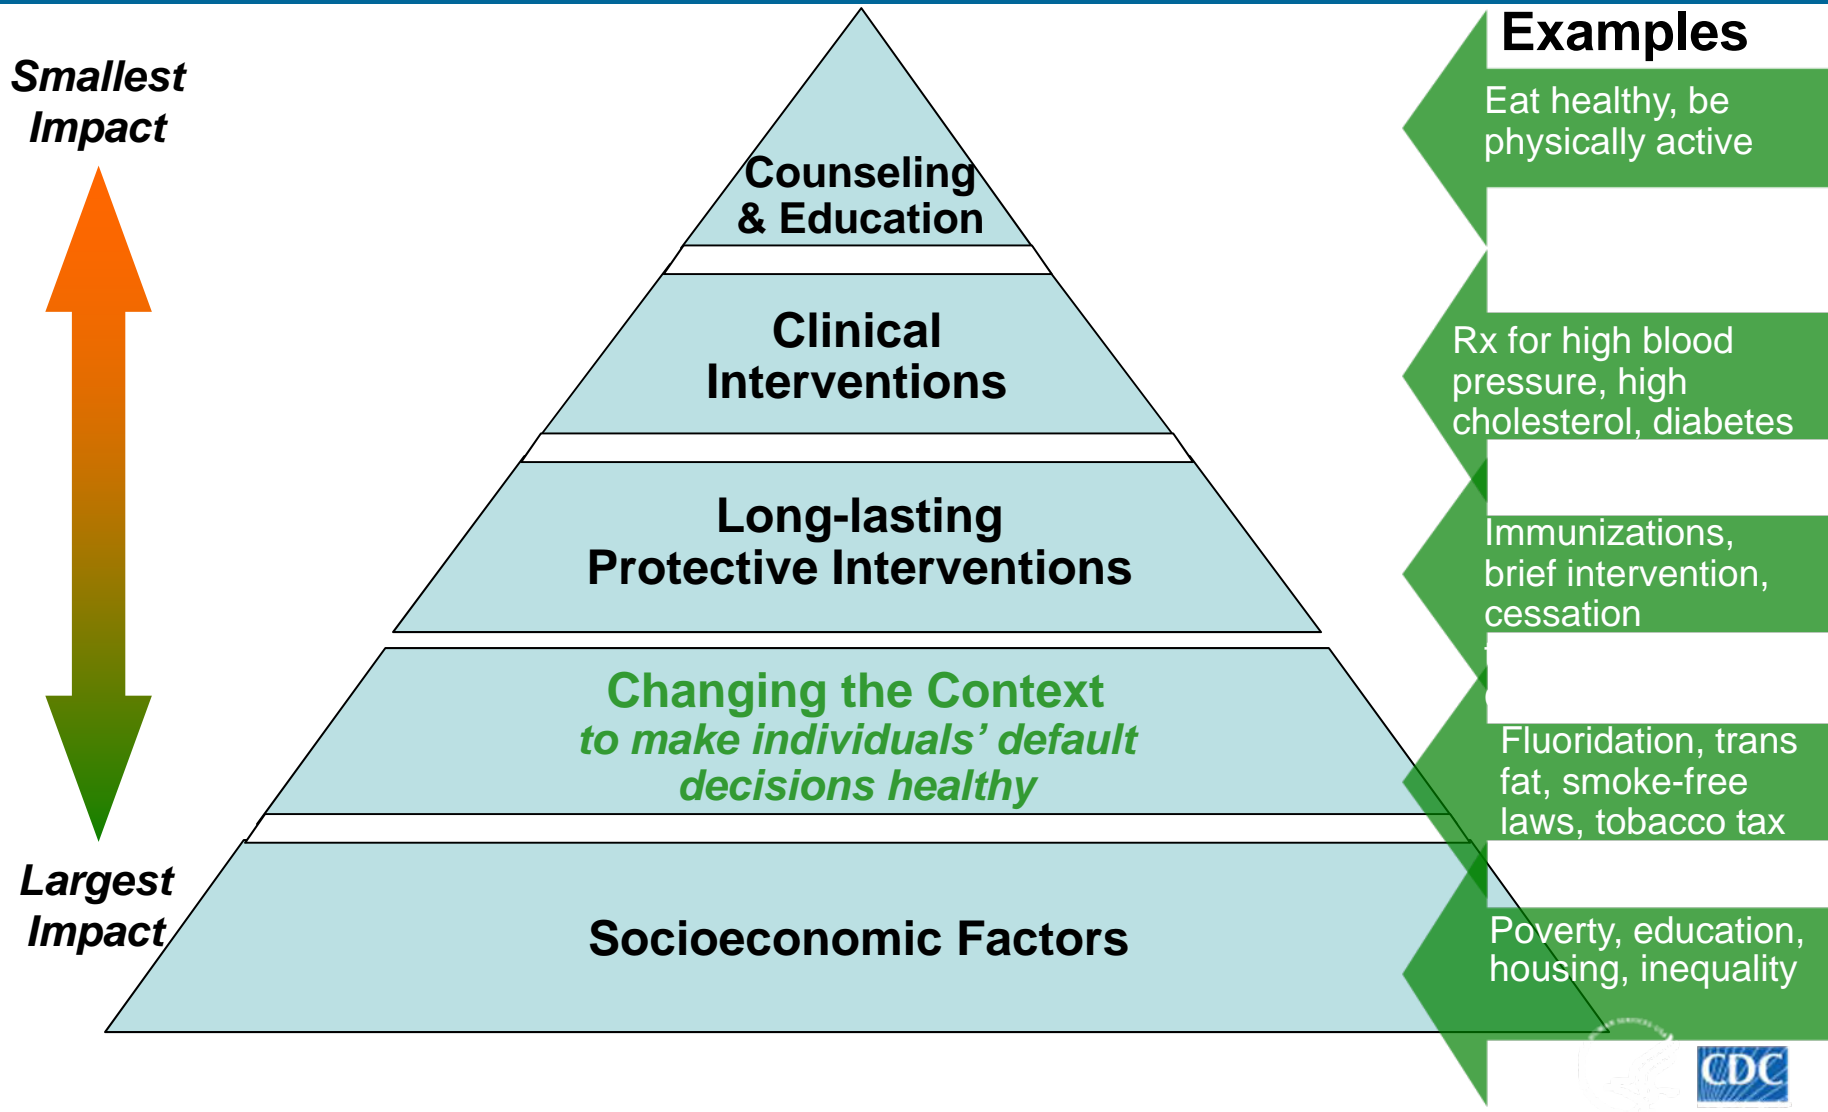 Examples
Smallest
Impact
Eat healthy, be
physically active
Counseling
& Education
Clinical
Interventions
Rx for high blood
pressure, high
cholesterol, diabetes
Long-lasting
Protective Interventions
Immunizations,
brief intervention,
cessation
Changing the Context
to make individuals’ default
decisions healthy
Fluoridation, trans
fat, smoke-free
laws, tobacco tax
Largest
Impact
Socioeconomic Factors
Poverty, education,
housing, inequality
CDC